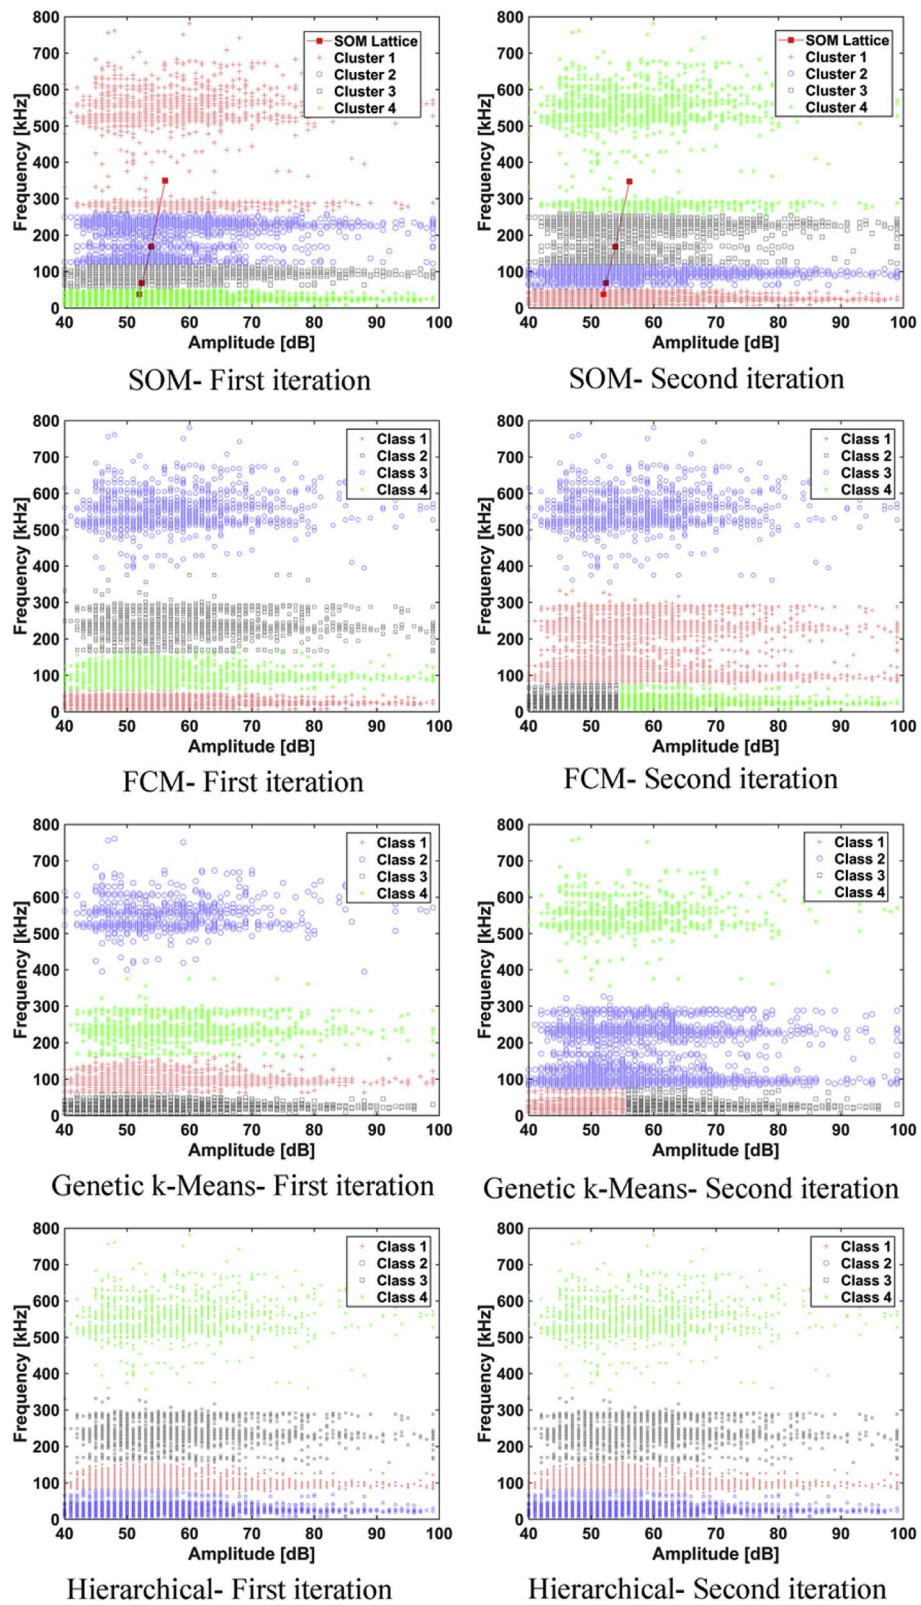 800
700
600
500
400
300
200
100
0
Frequency [kHz]
SOM Lattice
Cluster 1
Cluster 2
Cluster 3
Cluster 4
40 50 60 70 80 90 100
Amplitude [dB]
SOM- First iteration
800
700
600
500
400
300
200
100
0
Frequency [kHz]
SOM Lattice
Cluster 1
Cluster 2
Cluster 3
Cluster 4
40 50 60 70 80 90 100
Amplitude [dB]
SOM- Second iteration
800
700
600
500
400
300
200
100
0
Frequency [kHz]
Class 1
Class 2
Class 3
Class 4
40 50 60 70 80 90 100
Amplitude [dB]
FCM- First iteration
800
700
600
500
400
300
200
100
0
Frequency [kHz]
Class 1
Class 2
Class 3
Class 4
40 50 60 70 80 90 100
Amplitude [dB]
FCM- Second iteration
800
700
600
500
400
300
200
100
0
Frequency [kHz]
Class 1
Class 2
Class 3
Class 4
40 50 60 70 80 90 100
Amplitude [dB]
Genetic k-Means- First iteration
800
700
600
500
400
300
200
100
0
Frequency [kHz]
Class 1
Class 2
Class 3
Class 4
40 50 60 70 80 90 100
Amplitude [dB]
Genetic k-Means- Second iteration
800
700
600
500
400
300
200
100
0
Frequency [kHz]
Class 1
Class 2
Class 3
Class 4
40 50 60 70 80 90 100
Amplitude [dB]
Hierarchical- First iteration
800
700
600
500
400
300
200
100
0
Frequency [kHz]
Class 1
Class 2
Class 3
Class 4
40 50 60 70 80 90 100
Amplitude [dB]
Hierarchical- Second iteration